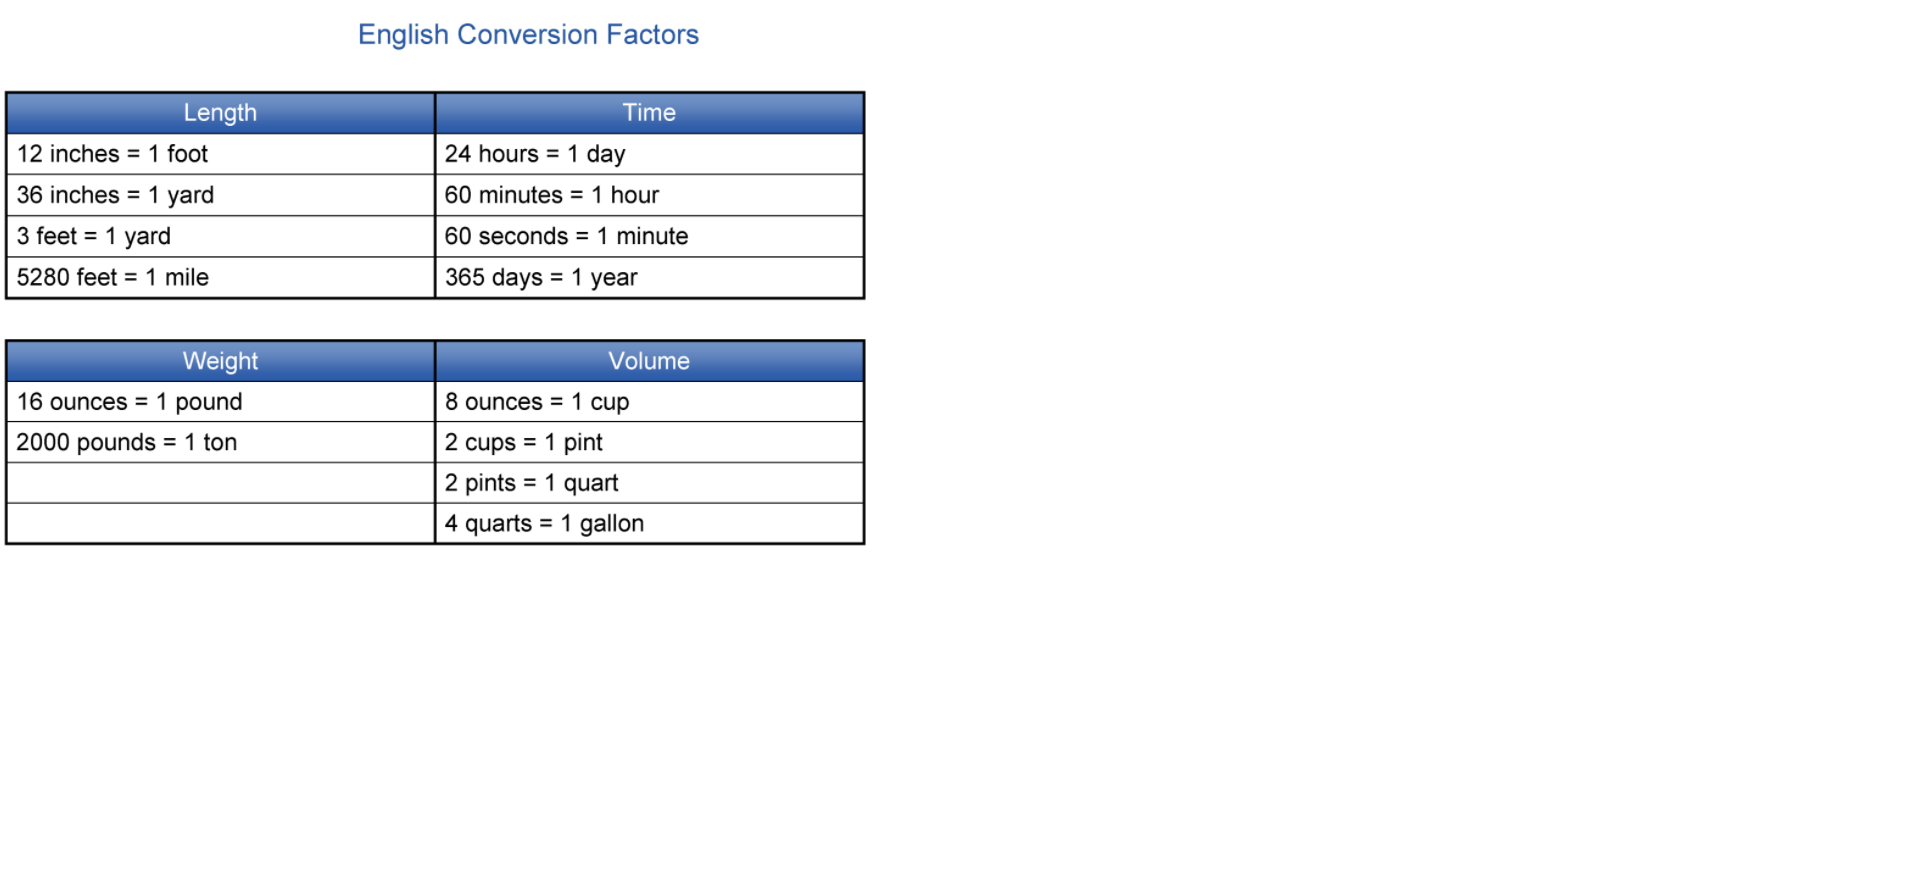 English Conversion Factors
Length Time
12 inches = 1 foot 24 hours = 1 day
36 inches = 1 yard 60 minutes = 1 hour
3 feet = 1 yard 60 seconds = 1 minute
5280 feet = 1 mile 365 days = 1 year
Weight Volume
16 ounces = 1 pound 8 ounces = 1 cup
2000 pounds = 1 ton 2 cups = 1 pint
2 pints = 1 quart
4 quarts = 1 gallon